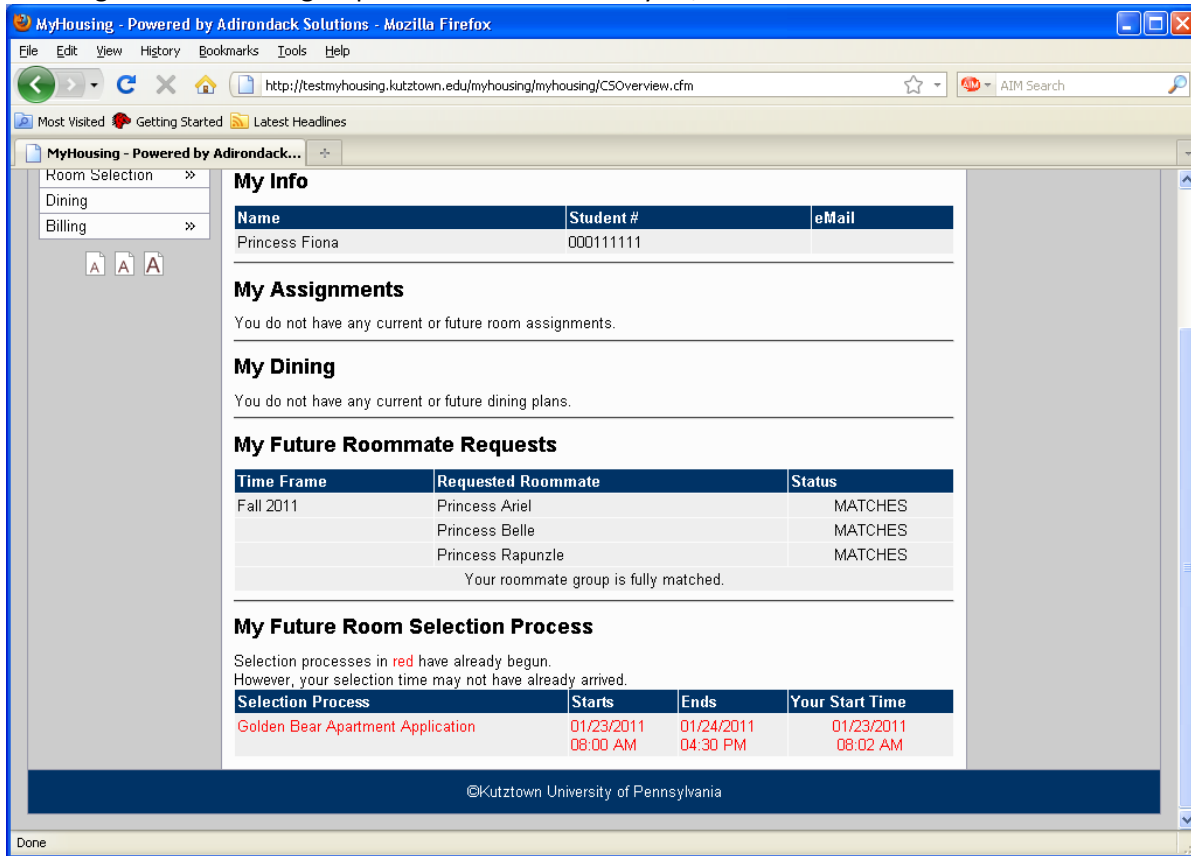 MyHousing - Powered by Adirondack Solutions - Mozilla Firefox
File Edit View History Bookmarks Tools Help
http://testmyhousing.kutztown.edu/myhousing/myhousing/CSOverview.cfm AIM AIM Search
Most Visited Getting Started Latest Headlines
MyHousing - Powered by Adirondack...
Room Selection »
Dining
Billing »
A A A
My Info
Name Student # eMail
Princess Fiona 000111111
My Assignments
You do not have any current or future room assignments.
My Dining
You do not have any current or future dining plans.
My Future Roommate Requests
Time Frame Requested Roommate Status
Fall 2011 Princess Ariel MATCHES
Princess Belle MATCHES
Princess Rapunzle MATCHES
Your roommate group is fully matched.
My Future Room Selection Process
Selection processes in red have already begun.
However, your selection time may not have already arrived.
Selection Process Starts Ends Your Start Time
Golden Bear Apartment Application 01/23/2011 01/24/2011 01/23/2011
08:00 AM 04:30 PM 08:02 AM
©Kutztown University of Pennsylvania
Done